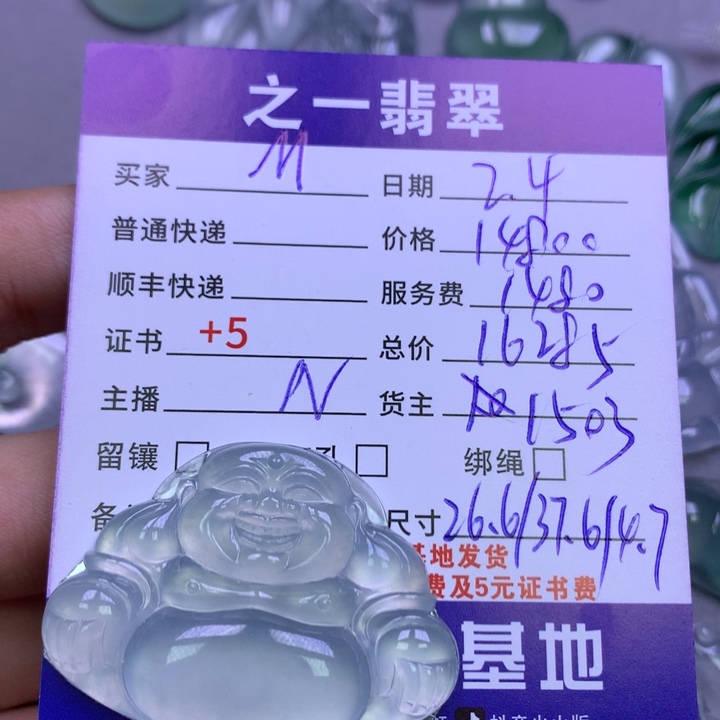 之一翡翠
买家 M 日期 2.4
普通快递 价格 14800
顺丰快递 服务费 1480
证书 +5 总价 16285
主播 N 货主 1503
留镶 孔 绑绳
备 尺寸 26.6/37.6/4.7
基地发货
费及5元证书费
基地